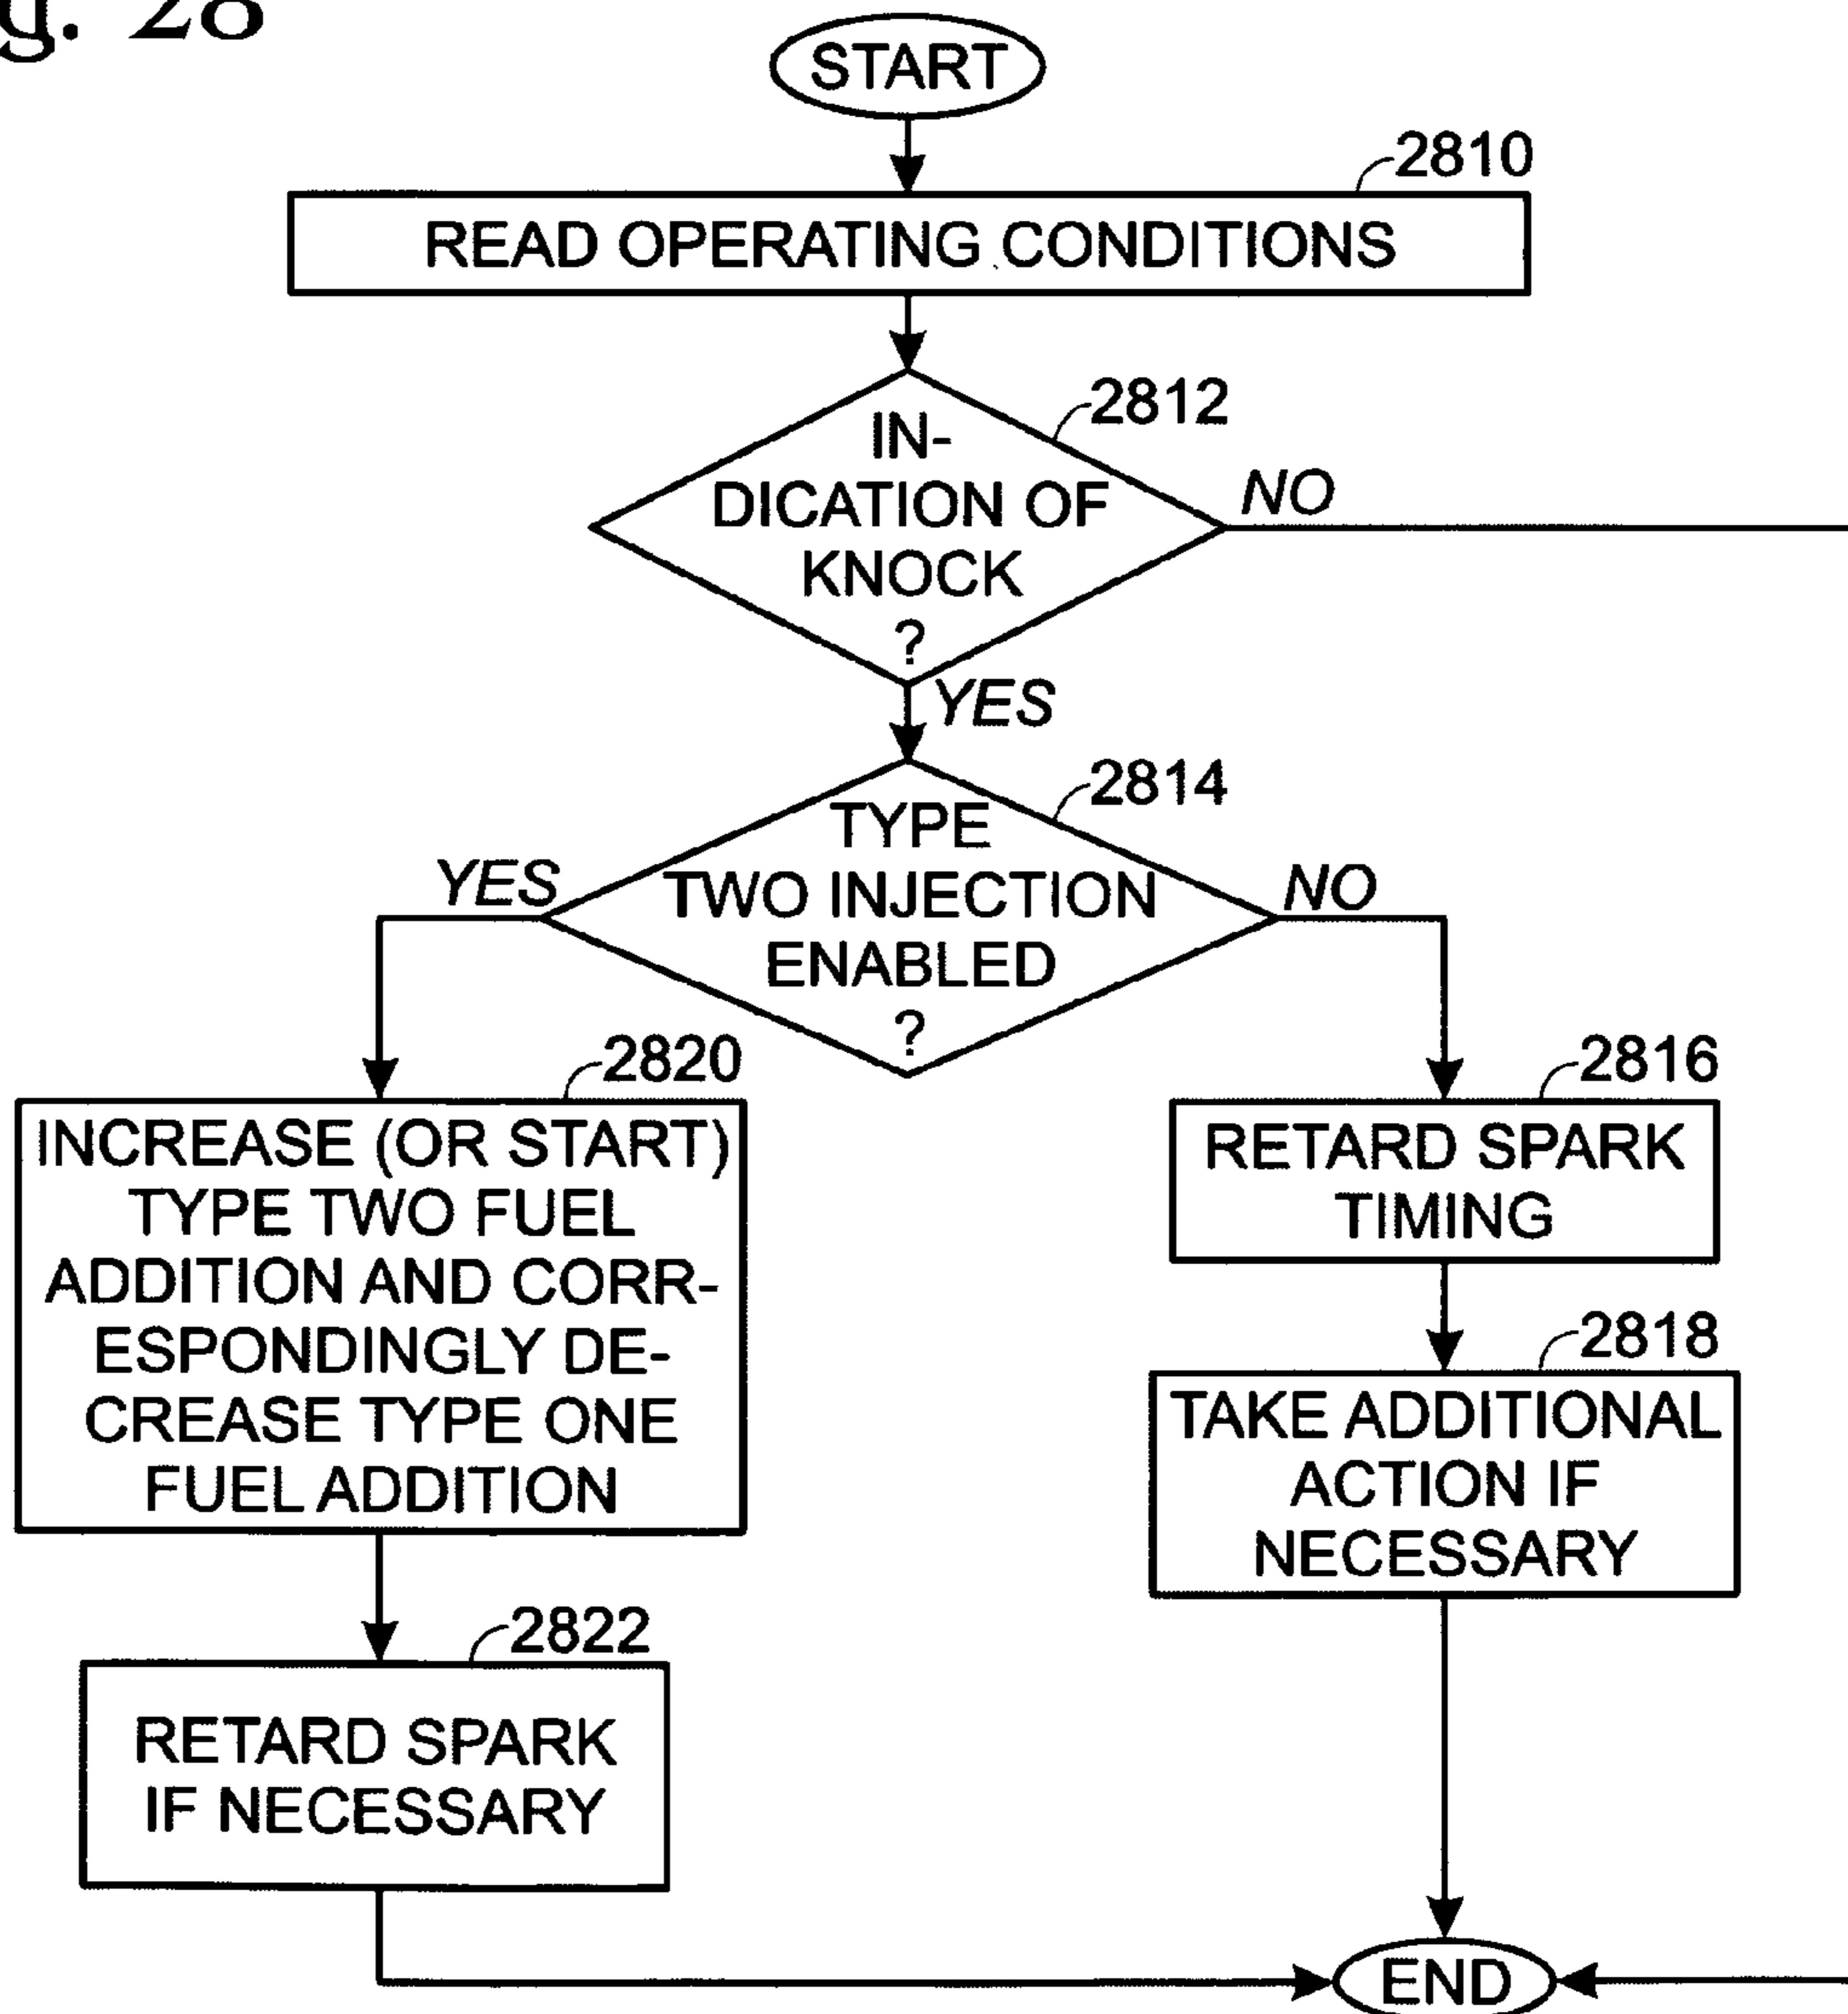 g. 28
START
2810
READ OPERATING CONDITIONS
2812
IN-
DICATION OF
KNOCK
?
NO
YES
2814
TYPE
TWO INJECTION
ENABLED
?
YES
NO
2820
INCREASE (OR START)
TYPE TWO FUEL
ADDITION AND CORR-
ESPONDINGLY DE-
CREASE TYPE ONE
FUEL ADDITION
2816
RETARD SPARK
TIMING
2818
TAKE ADDITIONAL
ACTION IF
NECESSARY
2822
RETARD SPARK
IF NECESSARY
END